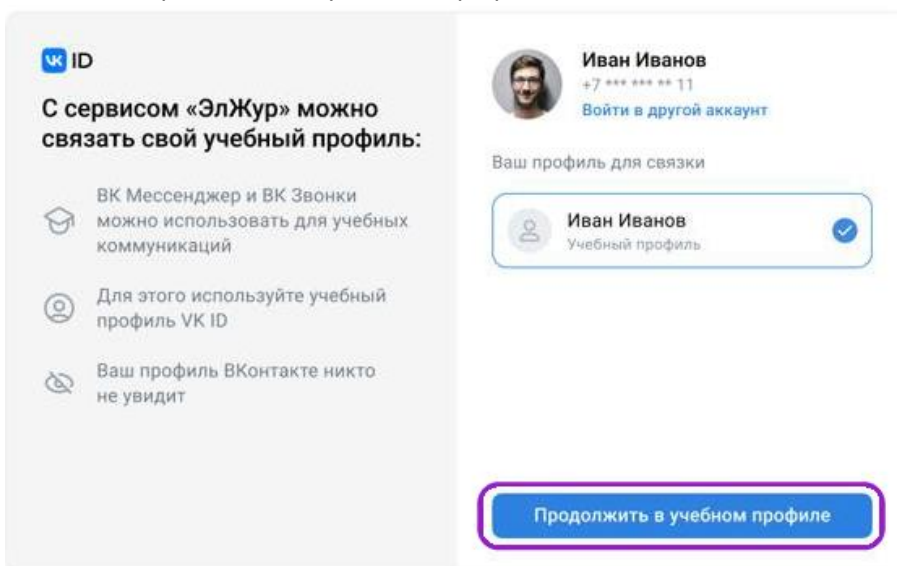 VK ID
С сервисом «ЭлЖур» можно
связать свой учебный профиль:
ВК Мессенджер и ВК Звонки
можно использовать для учебных
коммуникаций
Для этого используйте учебный
профиль VK ID
Ваш профиль ВКонтакте никто
не увидит
Иван Иванов
+7 *** *** ** 11
Войти в другой аккаунт
Ваш профиль для связки
Иван Иванов
Учебный профиль
Продолжить в учебном профиле